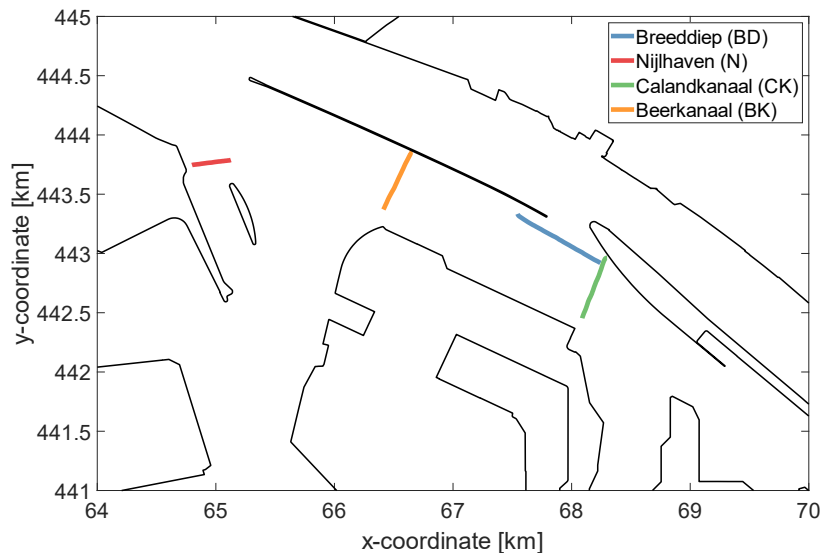 445
444.5
444
443.5
443
442.5
442
441.5
441
y-coordinate [km]
64
65
66
67
68
69
70
x-coordinate [km]
Breeddiep (BD)
Nijlhaven (N)
Calandkanaal (CK)
Beerkanaal (BK)